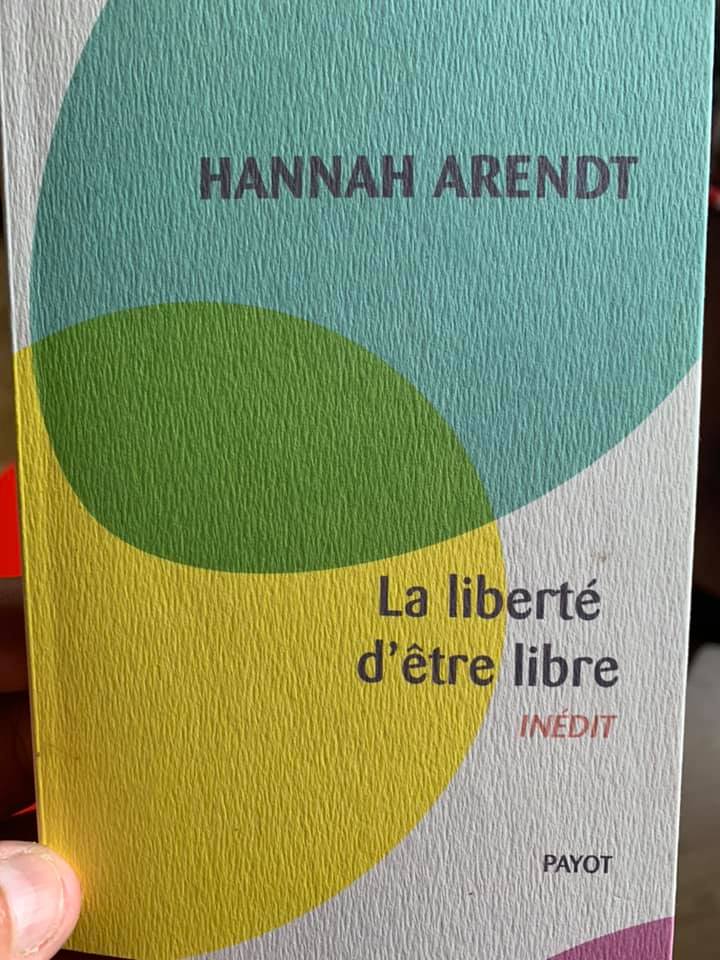 HANNAH ARENDT
La liberté
d'être libre
INÉDIT
PAYOT